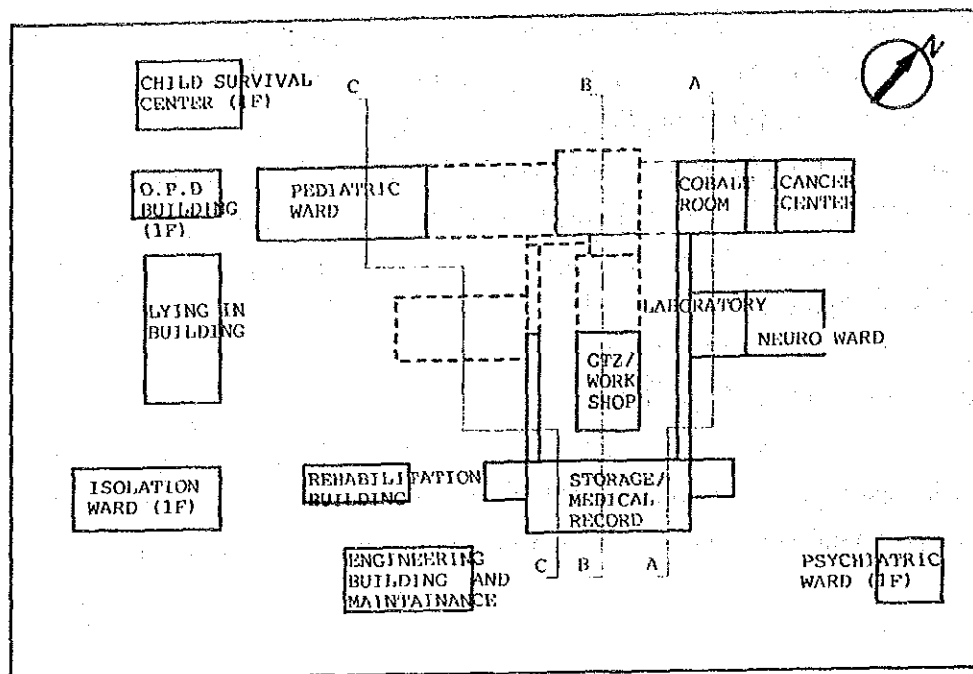 N
CHILD SURVIVAL
CENTER (1F)
C
B
A
O.P.D
BUILDING
(1F)
PEDIATRIC
WARD
COBALT
ROOM
CANCER
CENTER
LYING IN
BUILDING
LABORATORY
NEURO WARD
CTZ/
WORK
SHOP
ISOLATION
WARD (1F)
REHABILITATION
BUILDING
STORAGE/
MEDICAL
RECORD
ENGINEERING
BUILDING AND
MAINTAINANCE
C
B
A
PSYCHIATRIC
WARD (1F)